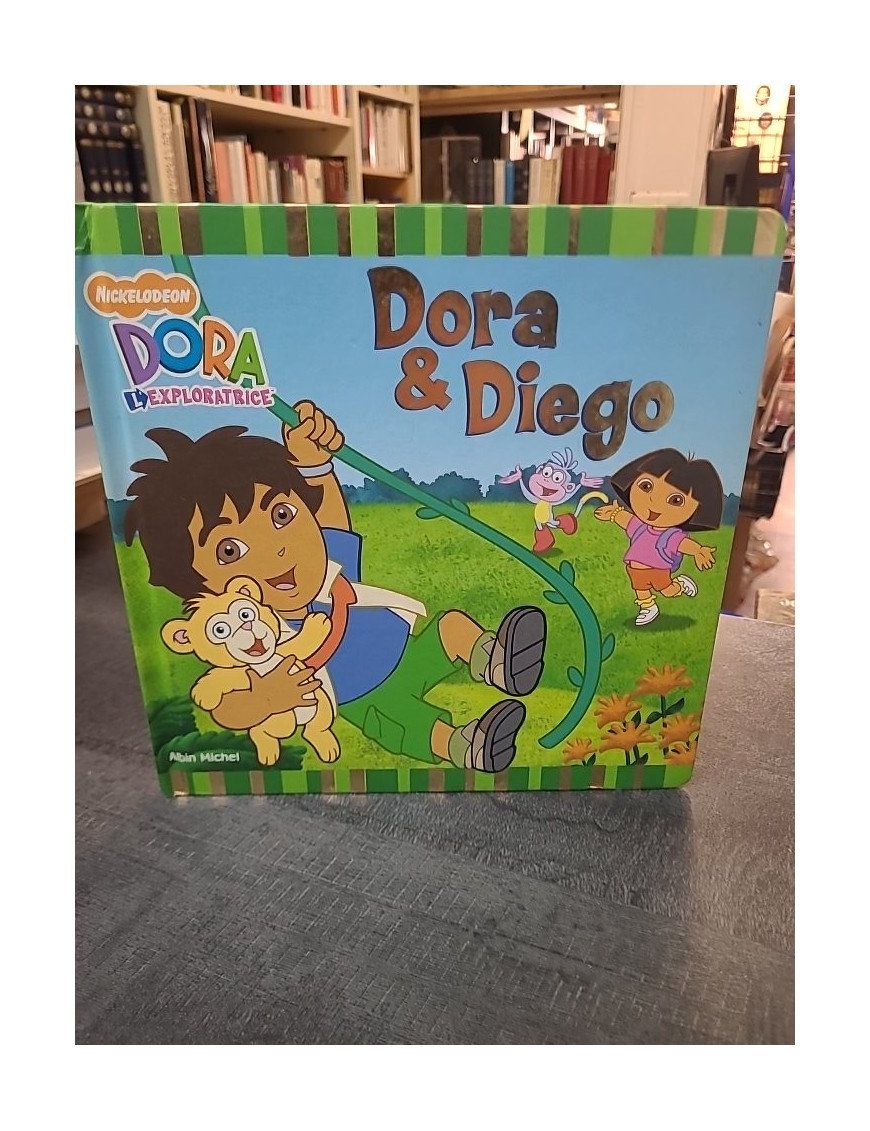 NICKELODEON
DORA
L'EXPLORATRICE
Dora
& Diego
Albin Michel